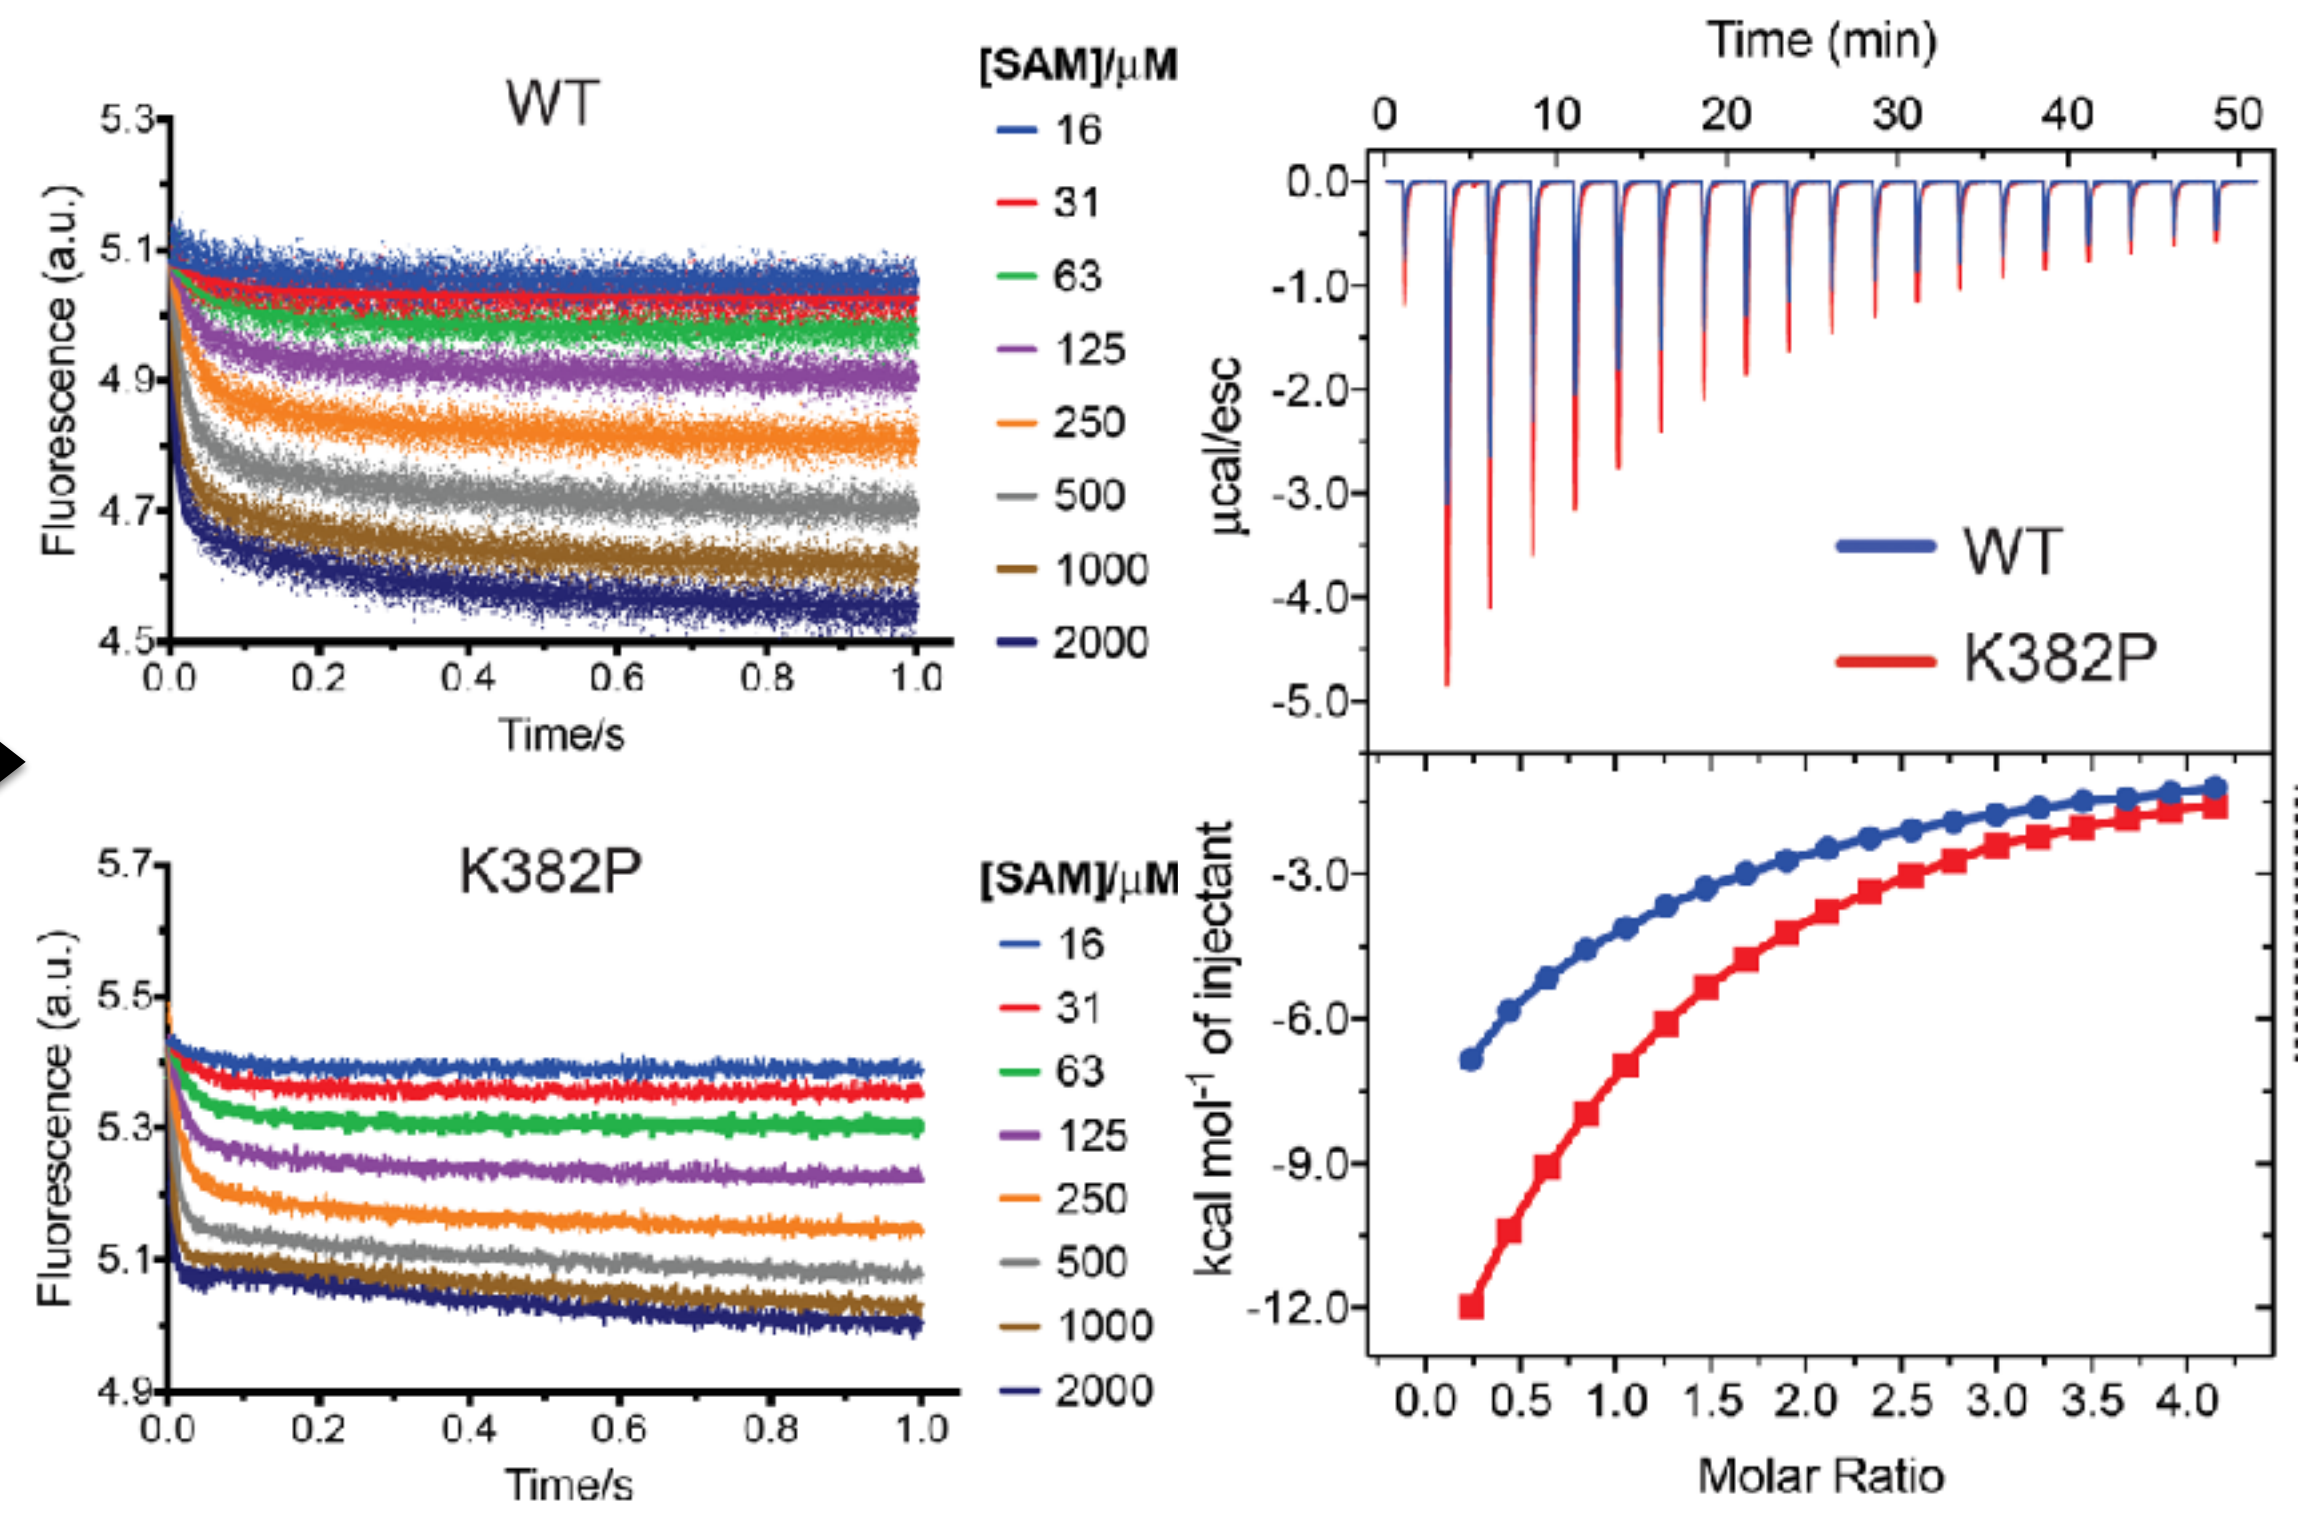 WT
Fluorescence (a.u.)
5.3
5.1
4.9
4.7
4.5
0.0 0.2 0.4 0.6 0.8 1.0
Time/s
[SAM]/μM
16
31
63
125
250
500
1000
2000
K382P
Fluorescence (a.u.)
5.7
5.5
5.3
5.1
4.9
0.0 0.2 0.4 0.6 0.8 1.0
Time/s
[SAM]/μM
16
31
63
125
250
500
1000
2000
Time (min)
0 10 20 30 40 50
μcal/esc
0.0
-1.0
-2.0
-3.0
-4.0
-5.0
WT
K382P
kcal mol-1 of injectant
-3.0
-6.0
-9.0
-12.0
0.0 0.5 1.0 1.5 2.0 2.5 3.0 3.5 4.0
Molar Ratio